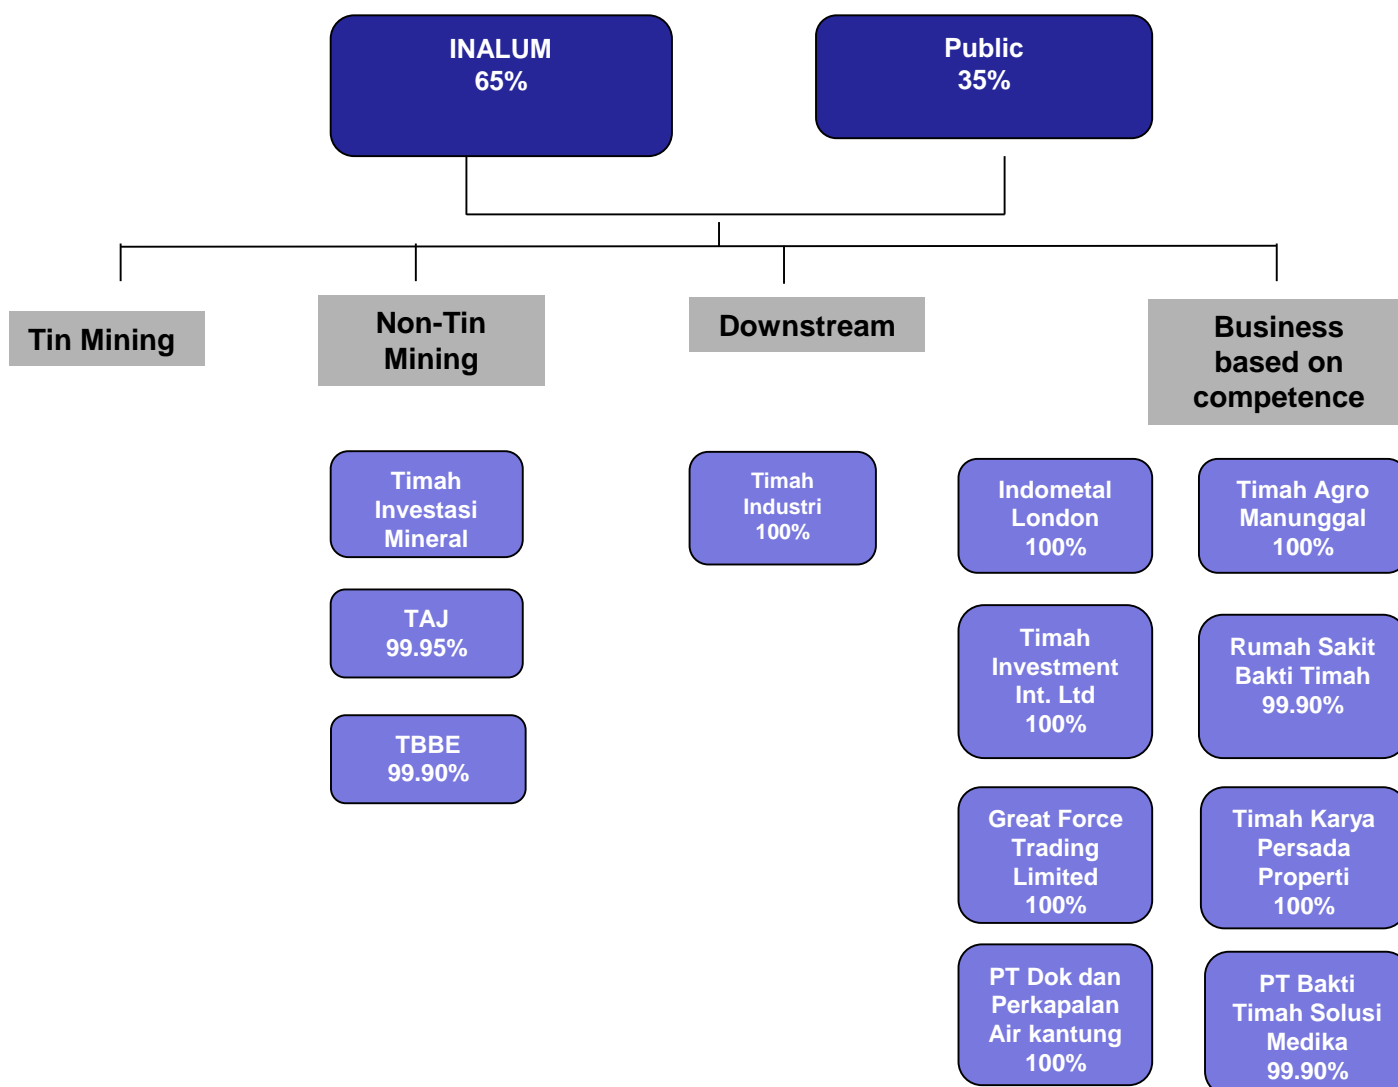 INALUM
65%
Public
35%
Tin Mining
Non-Tin
Mining
Downstream
Business
based on
competence
Timah
Investasi
Mineral
TAJ
99.95%
TBBE
99.90%
Timah
Industri
100%
Indometal
London
100%
Timah
Investment
Int. Ltd
100%
Great Force
Trading
Limited
100%
PT Dok dan
Perkapalan
Air kantung
100%
Timah Agro
Manunggal
100%
Rumah Sakit
Bakti Timah
99.90%
Timah Karya
Persada
Properti
100%
PT Bakti
Timah Solusi
Medika
99.90%